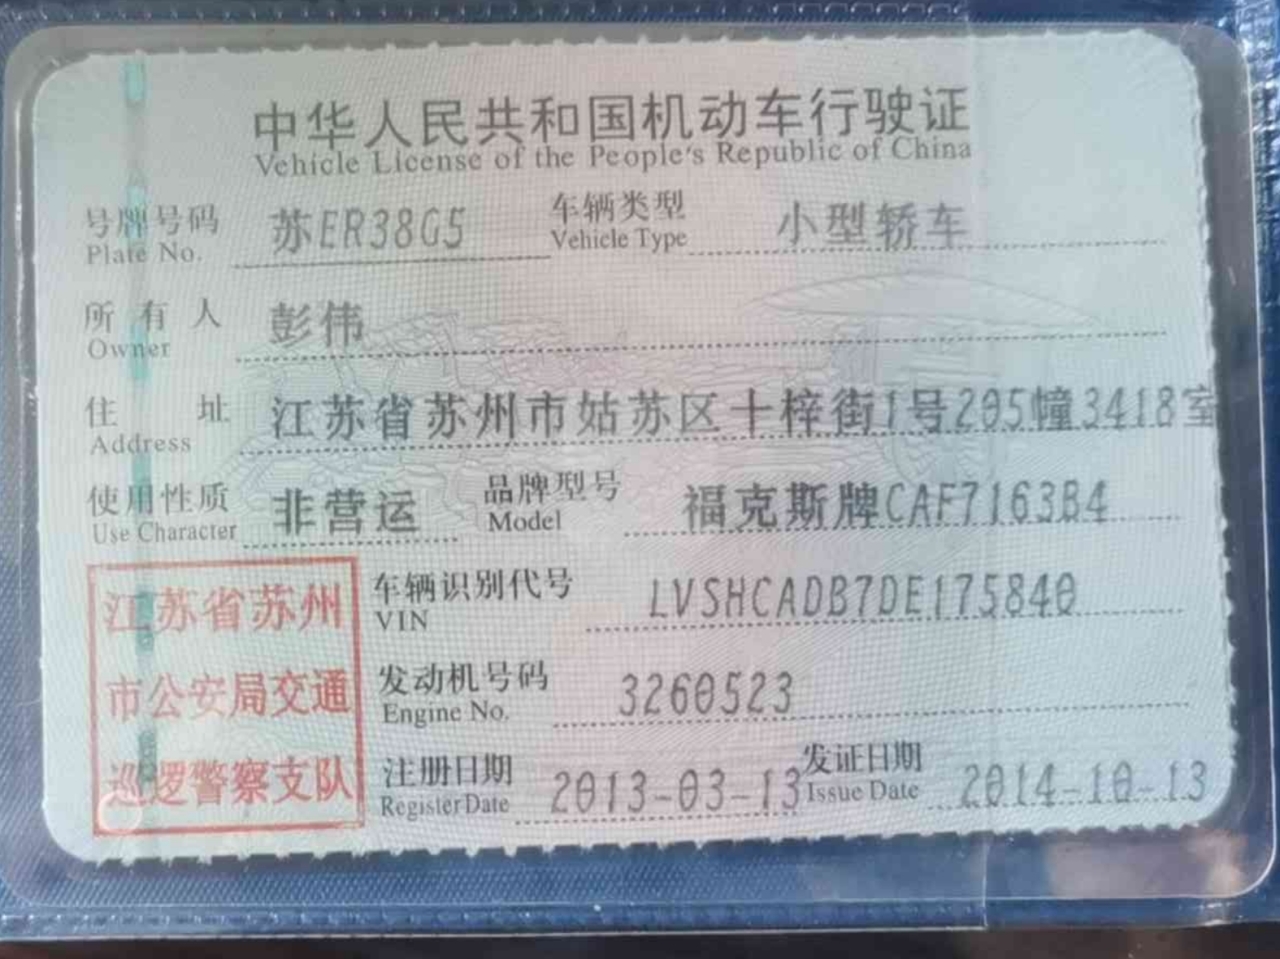 中华人民共和国机动车行驶证
Vehicle License of the People's Republic of China
号牌号码 苏ER38G5 车辆类型 小型轿车
Plate No. Vehicle Type
所有人 彭伟
Owner
住址 江苏省苏州市姑苏区十梓街1号205幢3418室
Address
使用性质 非营运 品牌型号 福克斯牌CAF7163B4
Use Character Model
江苏省苏州 车辆识别代号 LVSHCADB7DE175840
VIN
市公安局交通 发动机号码 3260523
Engine No.
巡逻警察支队 注册日期 2013-03-13 发证日期 2014-10-13
Register Date Issue Date